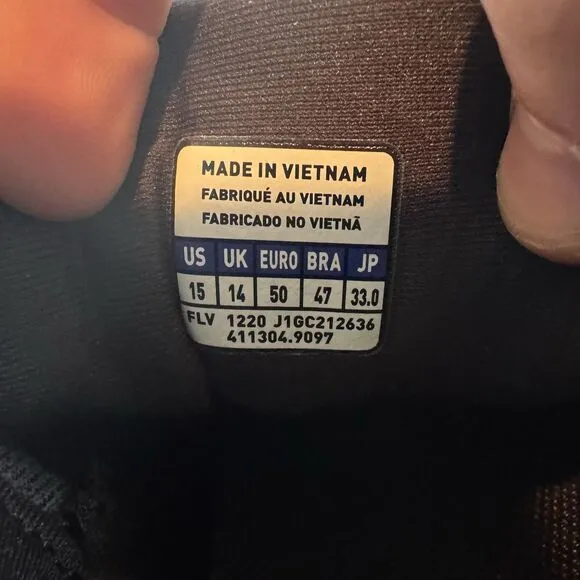 MADE IN VIETNAM
FABRIQUÉ AU VIETNAM
FABRICADO NO VIETNÃ
US UK EURO BRA JP
15 14 50 47 33.0
FLV 1220 J1GC212636
411304.9097